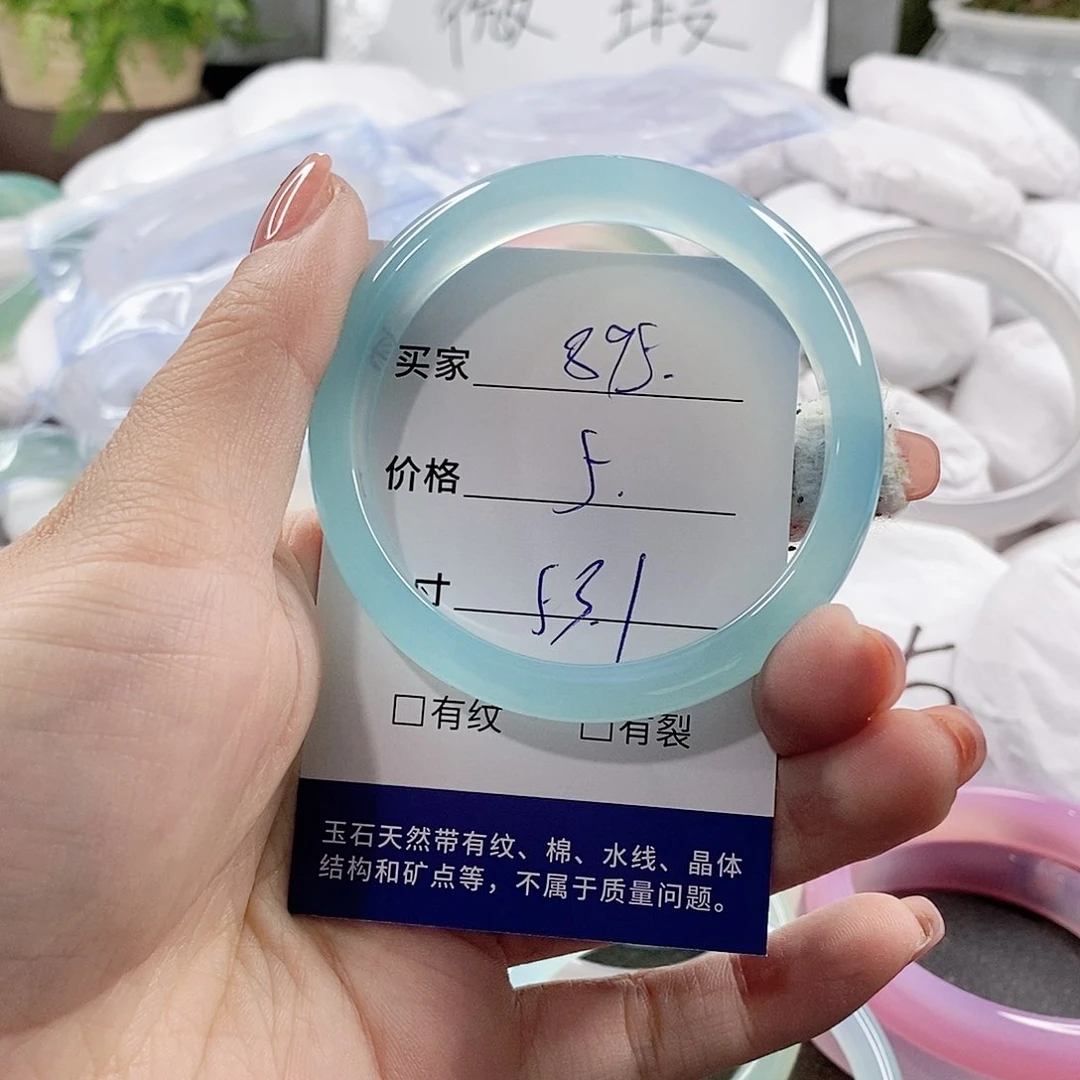 微 瑕
买家 895.
价格 5.
寸 53.1
□有纹 □有裂
玉石天然带有纹、棉、水线、晶体
结构和矿点等，不属于质量问题。